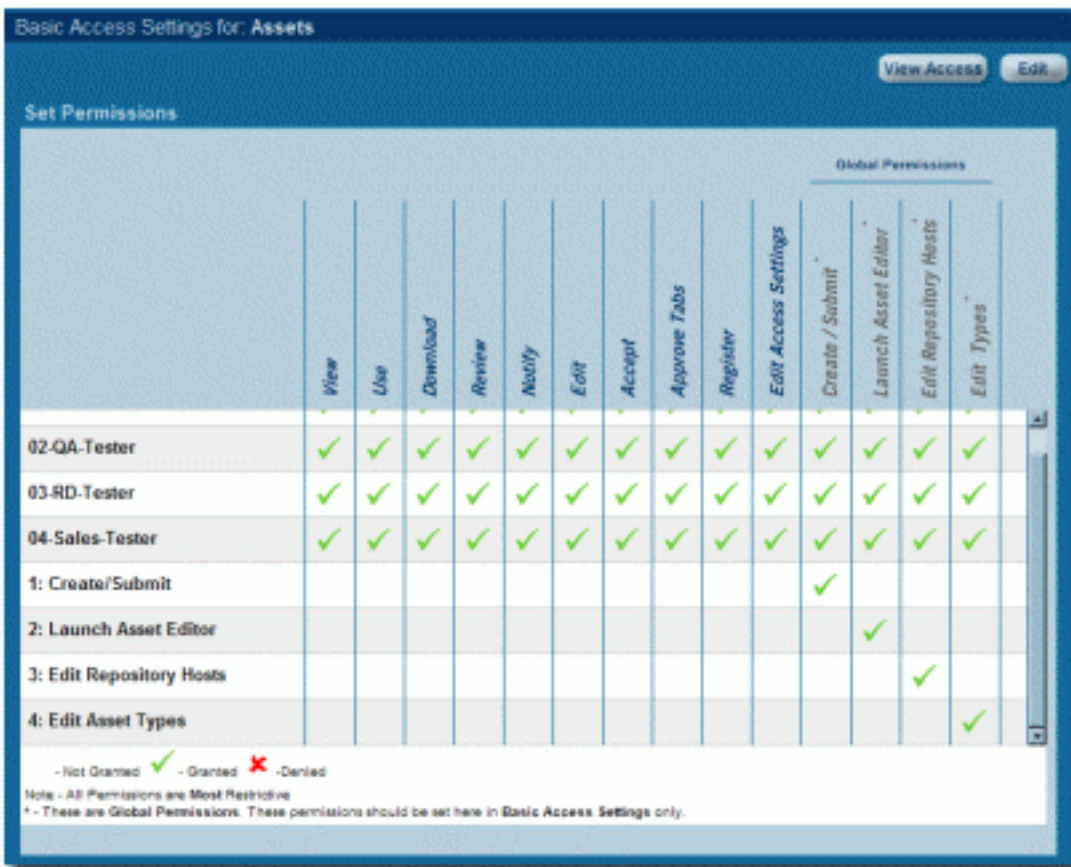 Basic Access Settings for: Assets
View Access
Edit
Set Permissions
Global Permissions
View
Use
Download
Review
Notify
Edit
Accept
Approve Tabs
Register
Edit Access Settings
Create / Submit*
Launch Asset Editor*
Edit Repository Hosts*
Edit Types*
02-QA-Tester
03-RD-Tester
04-Sales-Tester
1: Create/Submit
2: Launch Asset Editor
3: Edit Repository Hosts
4: Edit Asset Types
- Not Granted - Granted -Denied
Note - All Permissions are Most Restrictive
* - These are Global Permissions. These permissions should be set here in Basic Access Settings only.